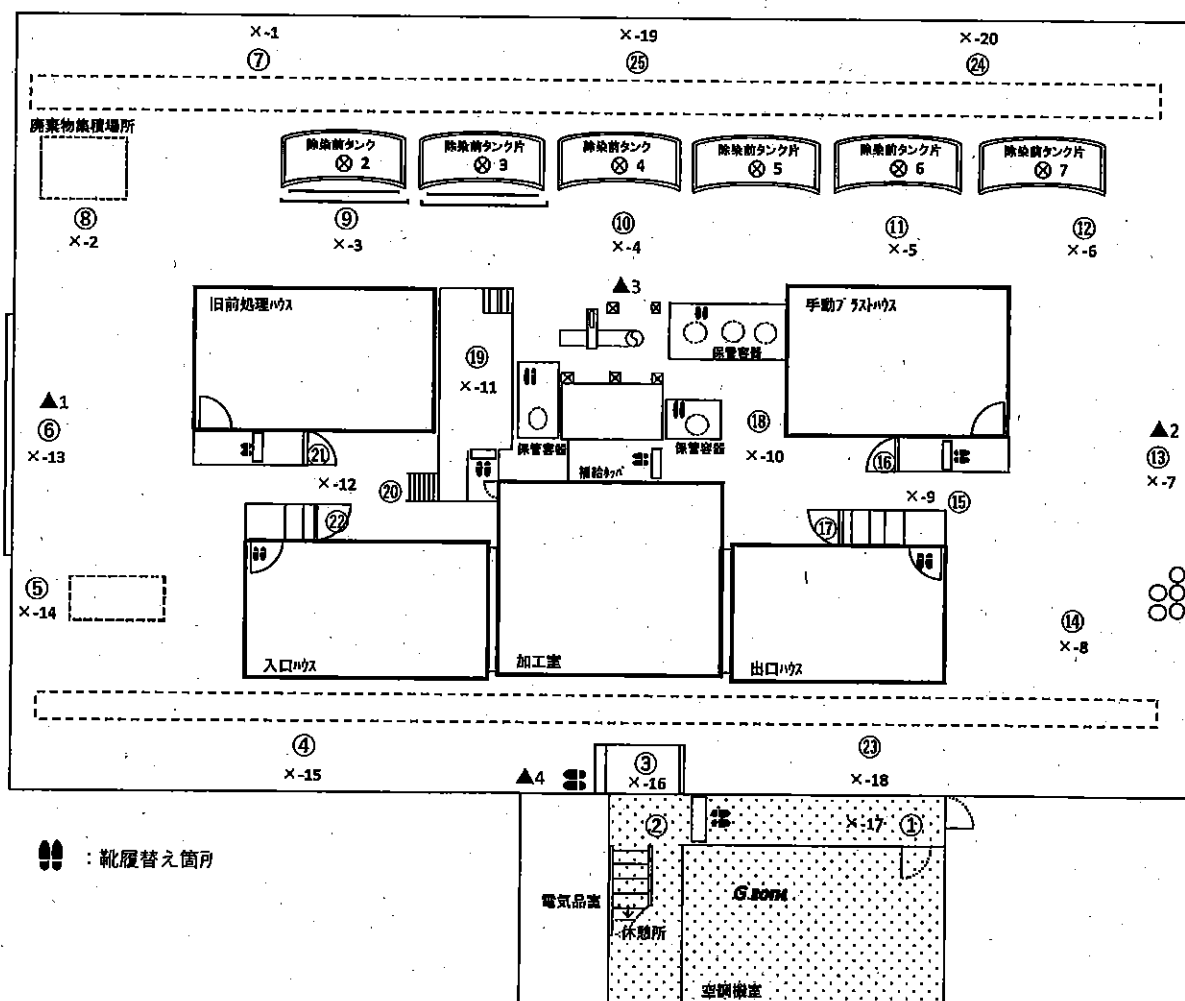 ×-1
×-19
×-20
⑦
㉕
㉔
廃棄物集積場所
除染前タンク
⊗ 2
除染前タンク片
⊗ 3
除染前タンク
⊗ 4
除染前タンク片
⊗ 5
除染前タンク片
⊗ 6
除染前タンク片
⊗ 7
⑧
×-2
⑨
×-3
⑩
×-4
⑪
×-5
⑫
×-6
▲3
旧前処理ハウス
手動ブラストハウス
保管容器
⑲
×-11
▲1
⑥
×-13
▲2
⑬
×-7
⑱
×-10
保管容器
保管容器
補給ホッパ
㉑
⑯
×-12
⑳
×-9
⑮
㉒
⑰
⑤
×-14
⑭
×-8
入口ハウス
加工室
出口ハウス
④
×-15
▲4
③
×-16
㉓
×-18
②
×-17
①
：靴履替え箇所
電気品室
休憩所
G zone
空調機室